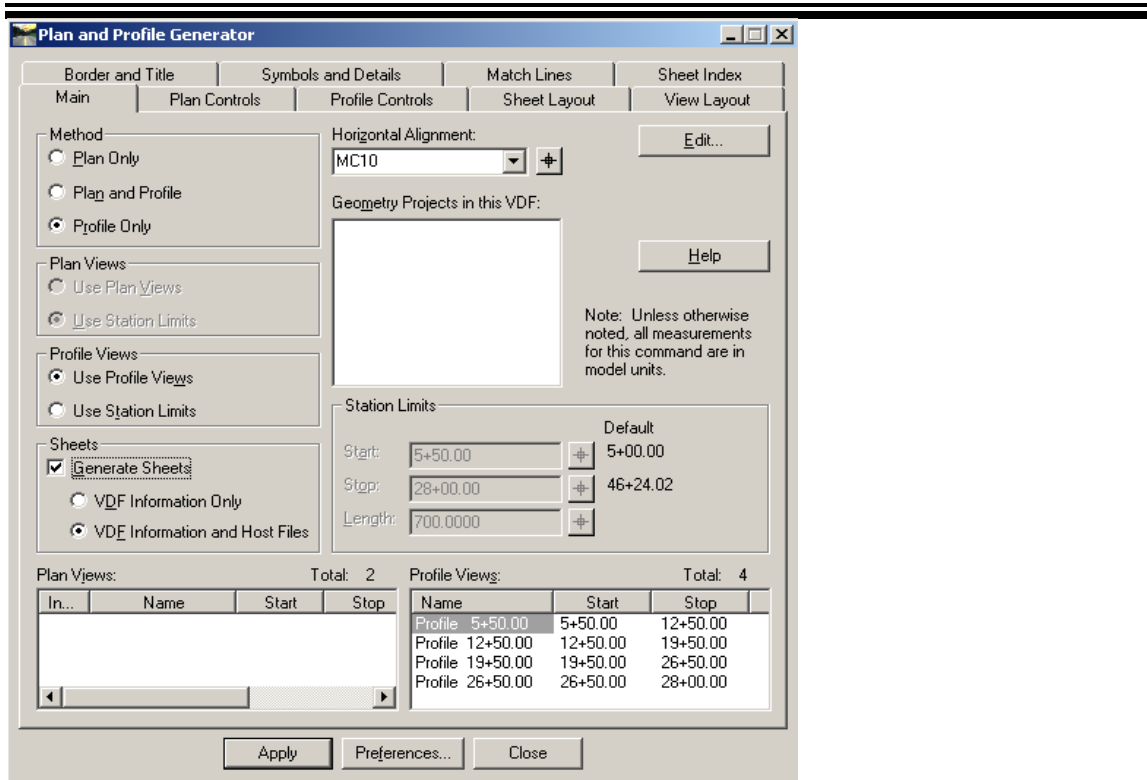 Plan and Profile Generator
Border and Title Symbols and Details Match Lines Sheet Index
Main Plan Controls Profile Controls Sheet Layout View Layout
Method
Plan Only
Plan and Profile
Profile Only
Plan Views
Use Plan Views
Use Station Limits
Profile Views
Use Profile Views
Use Station Limits
Sheets
Generate Sheets
VDF Information Only
VDF Information and Host Files
Horizontal Alignment:
MC10
Geometry Projects in this VDF:
Edit...
Help
Note: Unless otherwise
noted, all measurements
for this command are in
model units.
Station Limits
Default
Start: 5+50.00 5+00.00
Stop: 28+00.00 46+24.02
Length: 700.0000
Plan Views: Total: 2
In... Name Start Stop
Profile Views: Total: 4
Name Start Stop
Profile 5+50.00 5+50.00 12+50.00
Profile 12+50.00 12+50.00 19+50.00
Profile 19+50.00 19+50.00 26+50.00
Profile 26+50.00 26+50.00 28+00.00
Apply Preferences... Close